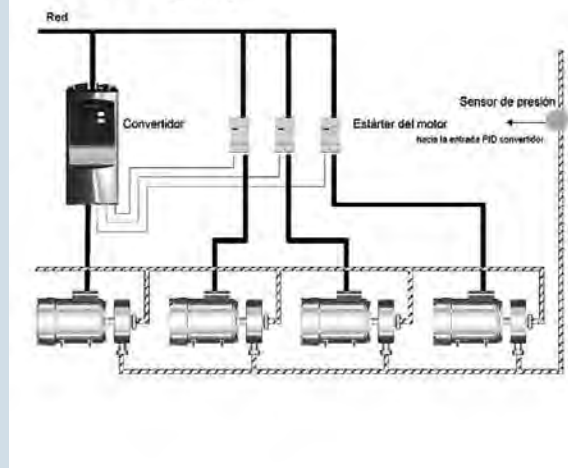 Red
Sensor de presión
Convertidor
Estárter del motor
hacia la entrada PID convertidor